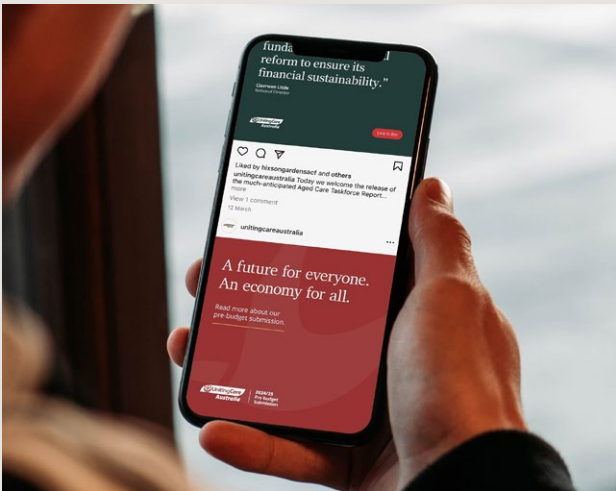 funda
reform to ensure its
financial sustainability.”
National Director
UnitingCare
Australia
Liked by hixsongardensacf and others
unitingcareaustralia Today we welcome the release of
the much-anticipated Aged Care Taskforce Report...
more
View 1 comment
12 March
unitingcareaustralia
A future for everyone.
An economy for all.
Read more about our
pre-budget submission.
UnitingCare
Australia
2024/25
Pre-budget
Submission